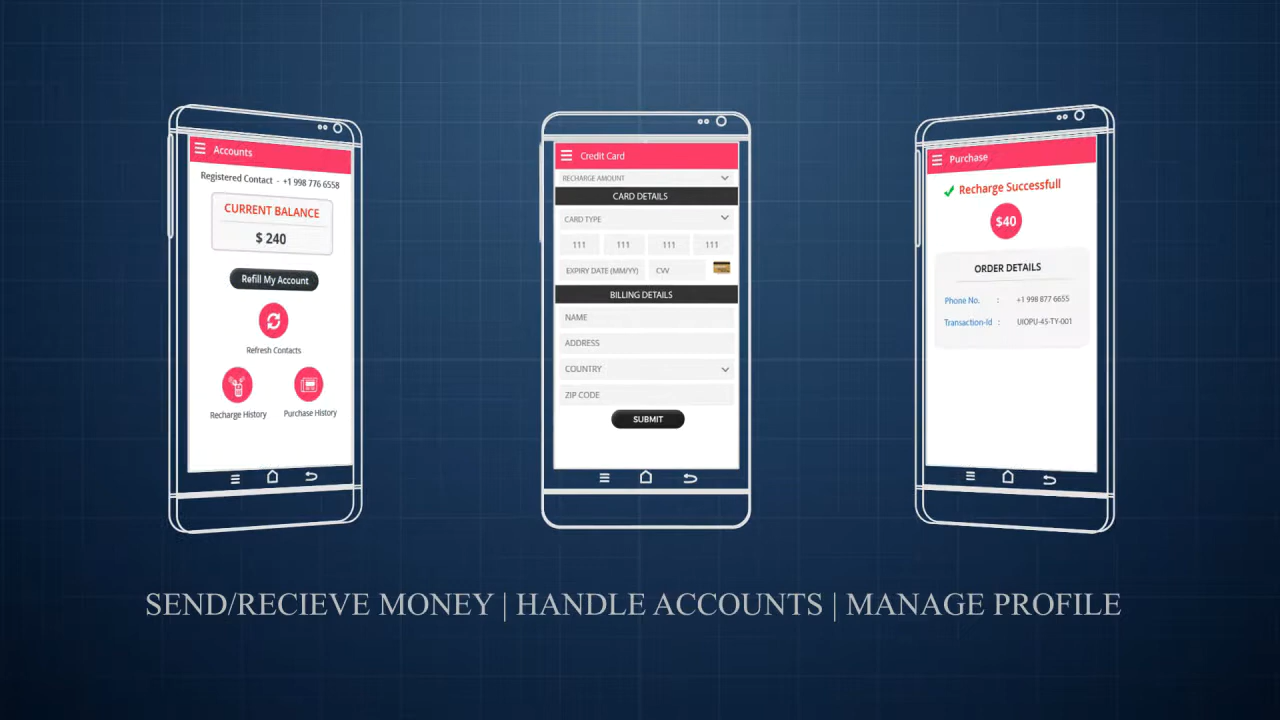 Accounts
Registered Contact - +1 998 776 6558
CURRENT BALANCE
$ 240
Refill My Account
Refresh Contacts
Recharge History
Purchase History
Credit Card
RECHARGE AMOUNT
CARD DETAILS
CARD TYPE
111 111 111 111
EXPIRY DATE (MM/YY) CVV
BILLING DETAILS
NAME
ADDRESS
COUNTRY
ZIP CODE
SUBMIT
Purchase
Recharge Successfull
$40
ORDER DETAILS
Phone No. : +1 998 877 6655
Transaction-Id : UIOPU-45-TY-001
SEND/RECIEVE MONEY | HANDLE ACCOUNTS | MANAGE PROFILE